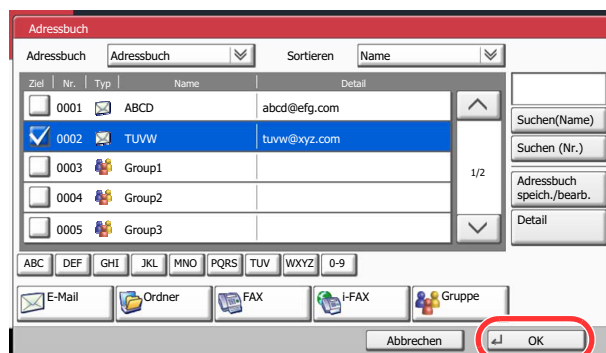 Adressbuch
Adressbuch Adressbuch Sortieren Name
Ziel Nr. Typ Name Detail
0001 ABCD abcd@efg.com
0002 TUVW tuvw@xyz.com
0003 Group1
0004 Group2
0005 Group3
1/2
Suchen(Name)
Suchen (Nr.)
Adressbuch
speich./bearb.
Detail
ABC DEF GHI JKL MNO PQRS TUV WXYZ 0-9
E-Mail Ordner FAX i-FAX Gruppe
Abbrechen OK